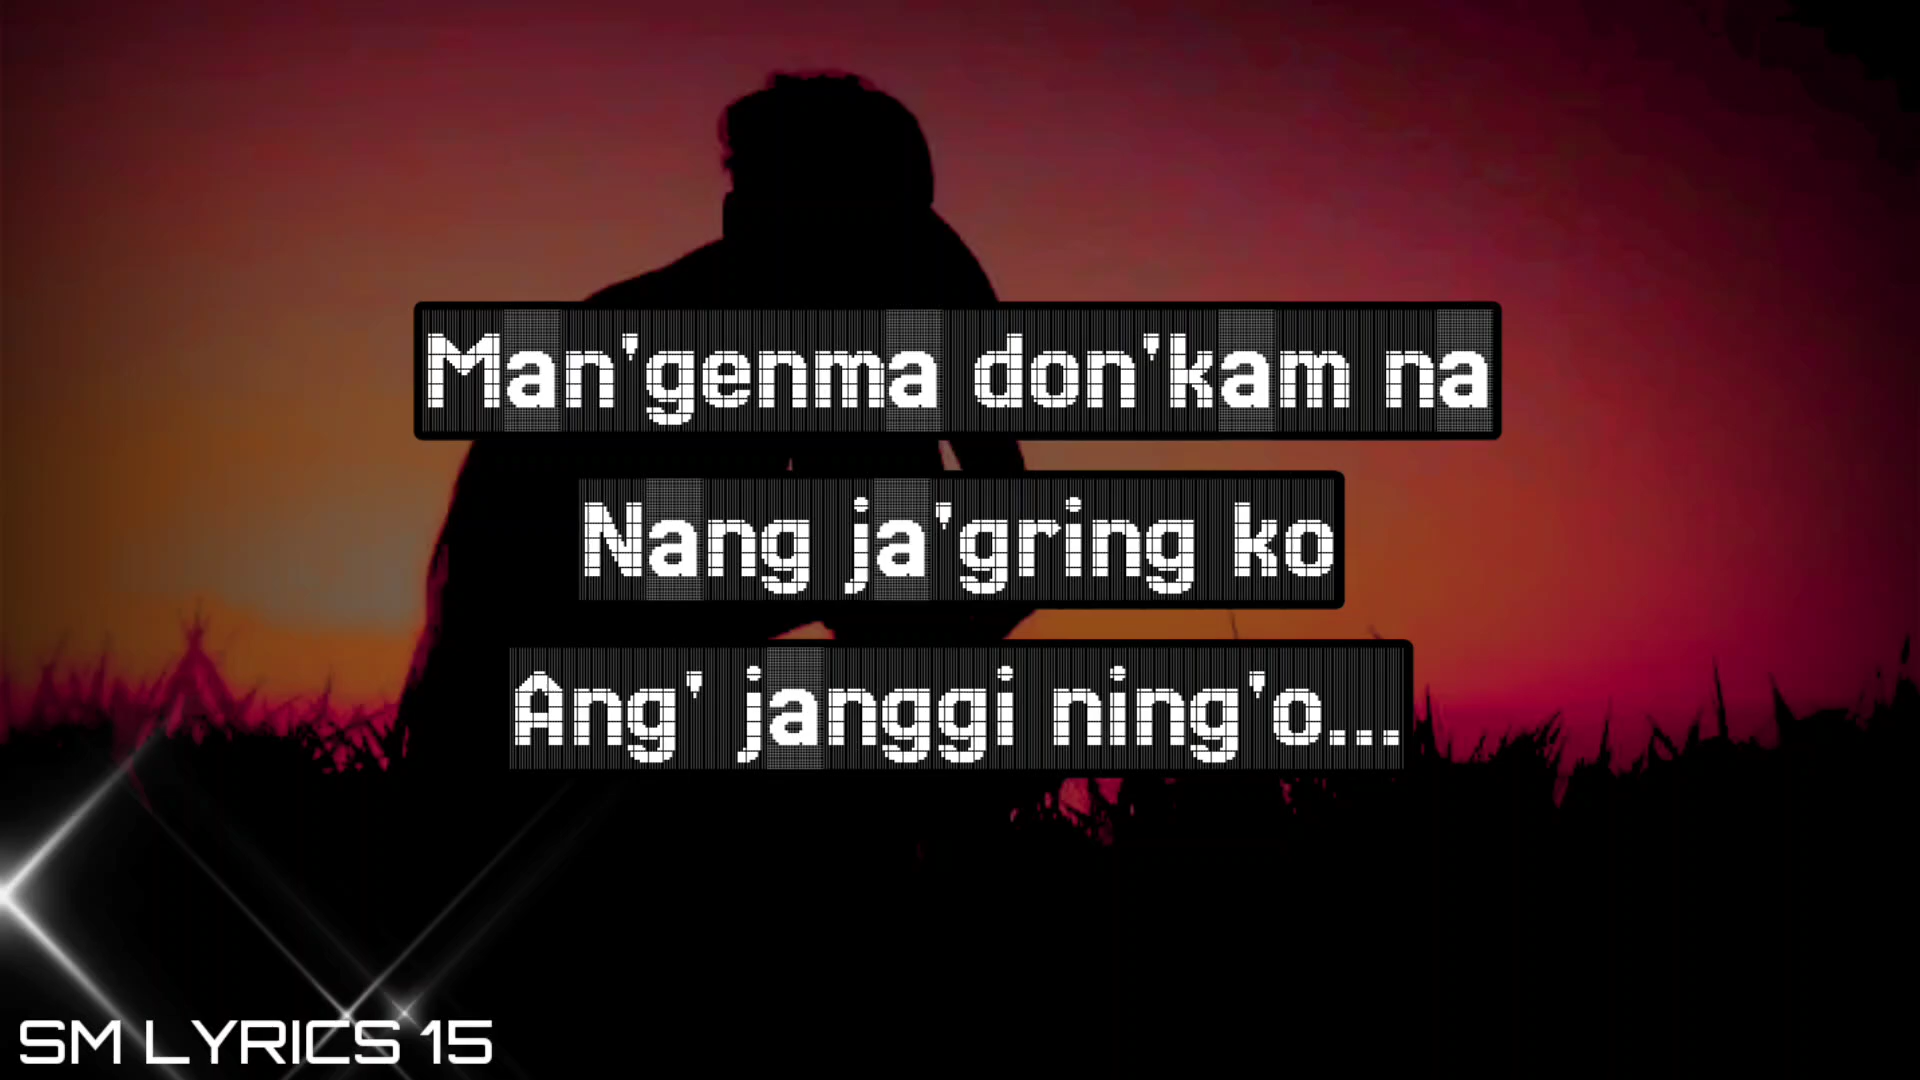 Man'genma don'kam na
Nang ja'gring ko
Ang' janggi ning'o...
SM LYRICS 15